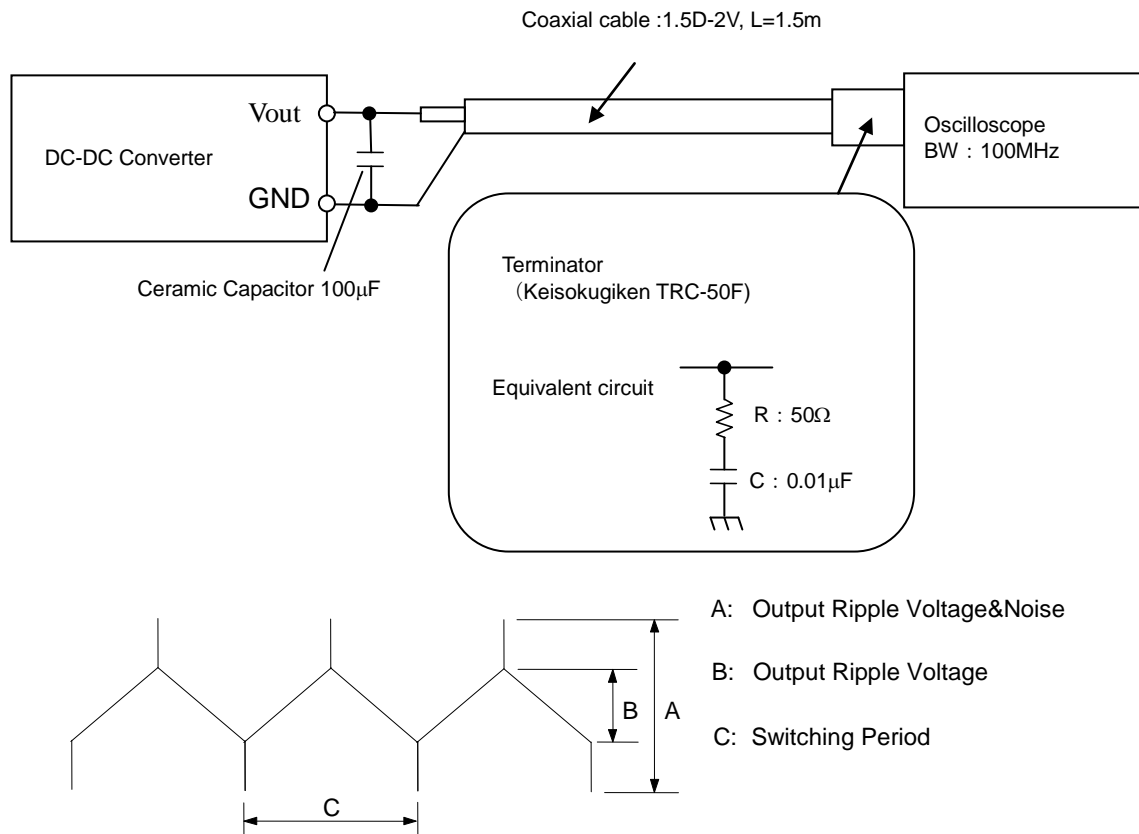 Coaxial cable :1.5D-2V, L=1.5m
Vout
DC-DC Converter
GND
Oscilloscope
BW：100MHz
Ceramic Capacitor 100μF
Terminator
（Keisokugiken TRC-50F)
Equivalent circuit
R：50Ω
C：0.01μF
A: Output Ripple Voltage&Noise
B: Output Ripple Voltage
C: Switching Period
B
A
C